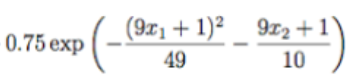 0.75 exp(−(9x₁ + 1)²/49 − (9x₂ + 1)/10)